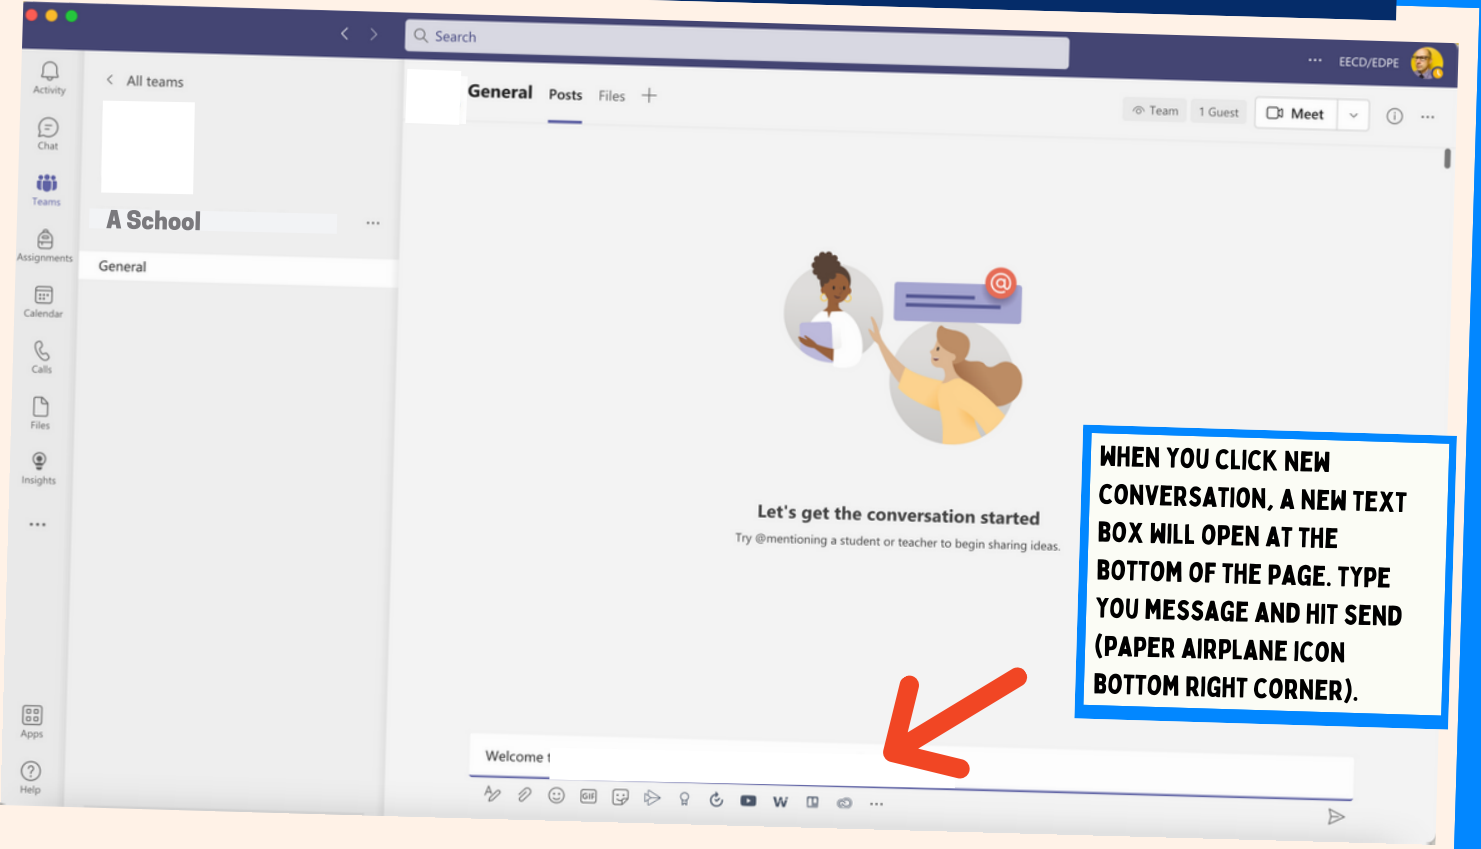 Search
EECD/EDPE
Activity
Chat
Teams
Assignments
Calendar
Calls
Files
Insights
Apps
Help
All teams
A School
General
General Posts Files
Team 1 Guest Meet
@
Let's get the conversation started
Try @mentioning a student or teacher to begin sharing ideas.
WHEN YOU CLICK NEW
CONVERSATION, A NEW TEXT
BOX WILL OPEN AT THE
BOTTOM OF THE PAGE. TYPE
YOU MESSAGE AND HIT SEND
(PAPER AIRPLANE ICON
BOTTOM RIGHT CORNER).
Welcome
GIF
W